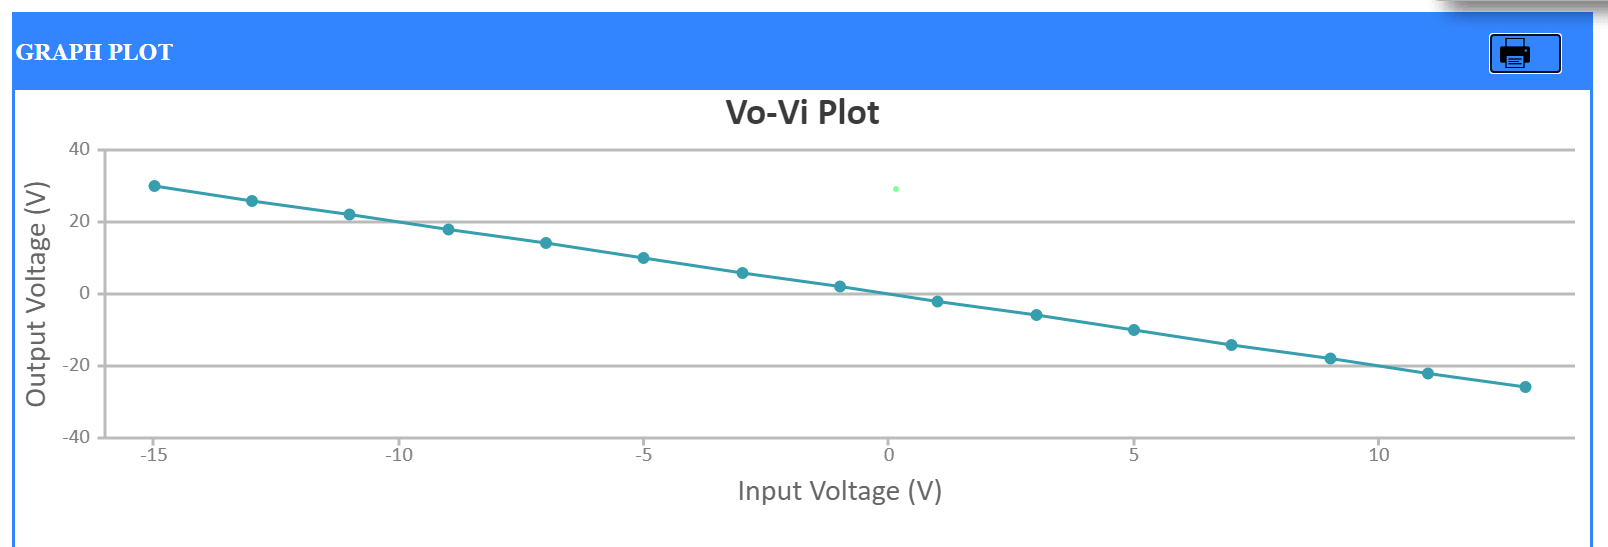 GRAPH PLOT
Vo-Vi Plot
40
20
0
-20
-40
Output Voltage (V)
-15 -10 -5 0 5 10
Input Voltage (V)